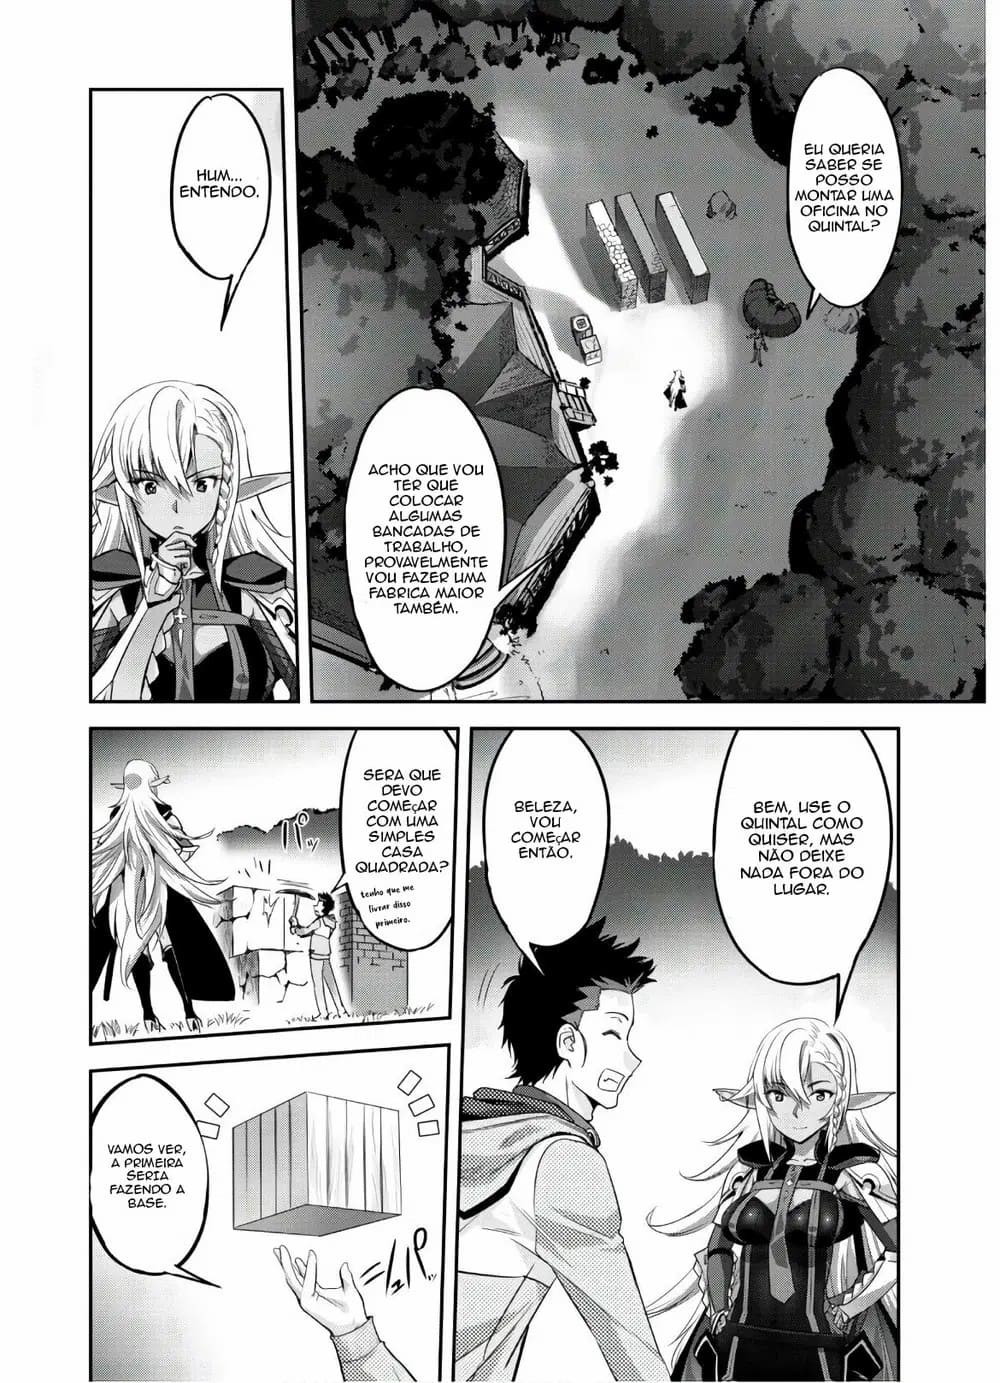 EU QUERIA
SABER SE
POSSO
MONTAR UMA
OFICINA NO
QUINTAL?
ACHO QUE VOU
TER QUE
COLOCAR
ALGUMAS
BANCADAS DE
TRABALHO,
PROVAVELMENTE
VOU FAZER UMA
FABRICA MAIOR
TAMBÉM.
HUM...
ENTENDO.
BEM, USE O
QUINTAL COMO
QUISER, MAS
NÃO DEIXE
NADA FORA DO
LUGAR.
BELEZA,
VOU
COMEÇAR
ENTÃO.
SERA QUE
DEVO
COMEÇAR
COM UMA
SIMPLES
CASA
QUADRADA?
tenho que me
livrar disso
primeiro.
VAMOS VER,
A PRIMEIRA
SERIA
FAZENDO A
BASE.